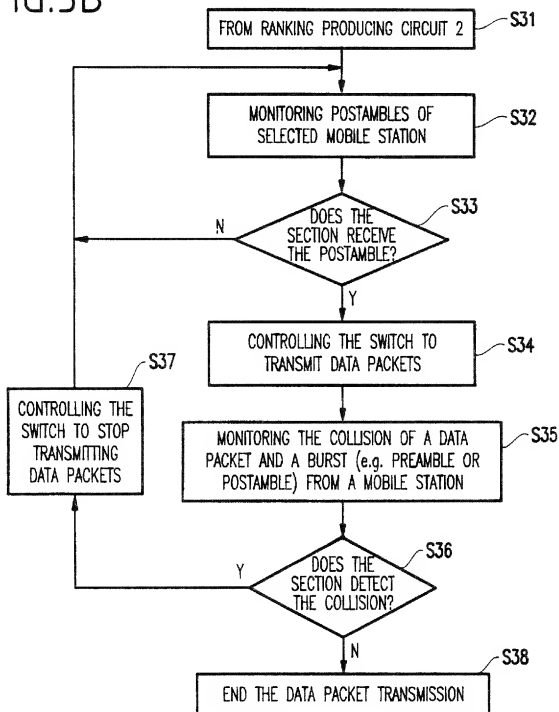 FIG.5B
FROM RANKING PRODUCING CIRCUIT 2
S31
MONITORING POSTAMBLES OF
SELECTED MOBILE STATION
S32
DOES THE
SECTION RECEIVE
THE POSTAMBLE?
S33
N
Y
CONTROLLING THE SWITCH TO
TRANSMIT DATA PACKETS
S34
S37
CONTROLLING THE
SWITCH TO STOP
TRANSMITTING
DATA PACKETS
MONITORING THE COLLISION OF A DATA
PACKET AND A BURST (e.g. PREAMBLE OR
POSTAMBLE) FROM A MOBILE STATION
S35
DOES THE
SECTION DETECT
THE COLLISION?
S36
Y
N
S38
END THE DATA PACKET TRANSMISSION